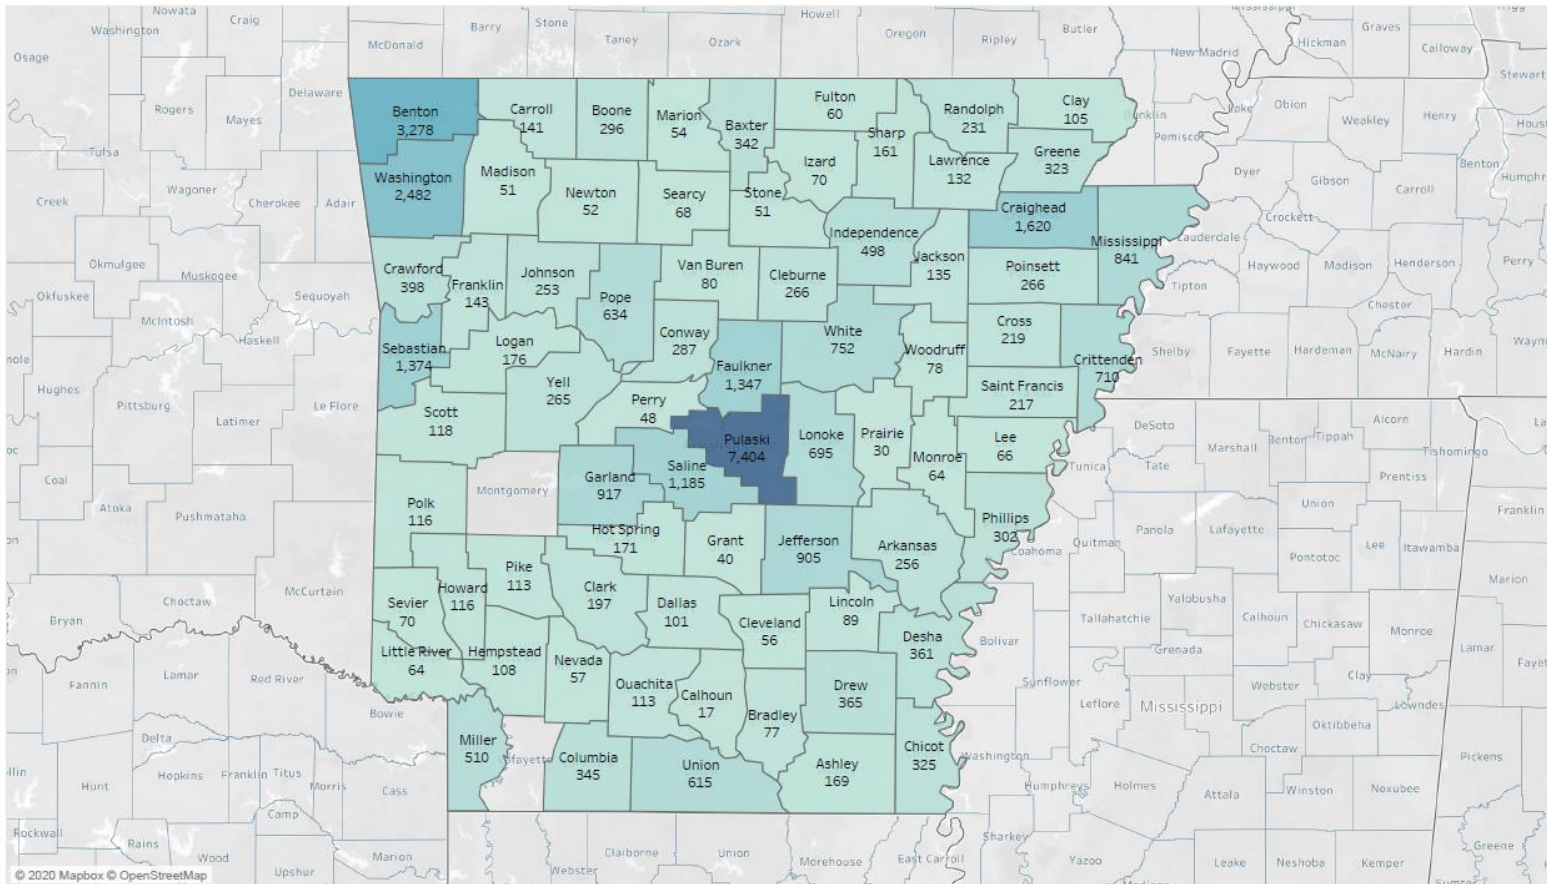 Nowata
Craig
Stone
Howell
Washington
Barry
Oregon
Butler
Graves
McDonald
Taney
Ozark
Ripley
Hickman
Calloway
Osage
New Madrid
Stewart
Delaware
Rogers
Mayes
Benton
3,278
Carroll
141
Boone
296
Marion
54
Baxter
342
Fulton
60
Sharp
161
Randolph
231
Clay
105
Lake
Obion
Weakley
Henry
Greene
323
Pemiscot
Tulsa
Wagoner
Cherokee
Adair
Creek
Washington
2,482
Madison
51
Newton
52
Searcy
68
Stone
51
Izard
70
Lawrence
132
Dyer
Gibson
Carroll
Benton
Humphr
Crockett
Craighead
1,620
Mississippi
841
Independence
498
Jackson
135
Lauderdale
Okmulgee
Muskogee
Crawford
398
Franklin
143
Johnson
253
Pope
634
Van Buren
80
Cleburne
266
Poinsett
266
Haywood
Madison
Henderson
Perry
Tipton
Chester
Okfuskee
Sequoyah
McIntosh
Haskell
Sebastian
1,374
Logan
176
Conway
287
White
752
Woodruff
78
Cross
219
Crittenden
710
Shelby
Fayette
Hardeman
McNairy
Hardin
Wayn
Hughes
Pittsburg
Latimer
Le Flore
Yell
265
Faulkner
1,347
Saint Francis
217
Scott
118
Perry
48
Pulaski
7,404
Lonoke
695
Prairie
30
Monroe
64
Lee
66
DeSoto
Marshall
Benton
Tippah
Alcorn
Tishomingo
Tunica
Tate
Prentiss
Coal
Atoka
Pushmataha
Polk
116
Montgomery
Garland
917
Saline
1,185
Phillips
302
Union
Franklin
Panola
Lafayette
Lee
Itawamba
Quitman
Coahoma
Pontotoc
Hot Spring
171
Grant
40
Jefferson
905
Arkansas
256
Marion
Bryan
Choctaw
McCurtain
Sevier
70
Howard
116
Pike
113
Clark
197
Dallas
101
Cleveland
56
Lincoln
89
Desha
361
Bolivar
Tallahatchie
Yalobusha
Calhoun
Chickasaw
Monroe
Lamar
Fayet
Grenada
Little River
64
Hempstead
108
Nevada
57
Ouachita
113
Calhoun
17
Bradley
77
Drew
365
Sunflower
Leflore
Mississippi
Webster
Clay
Lowndes
Oktibbeha
Fannin
Lamar
Red River
Bowie
Delta
Miller
510
Lafayette
Columbia
345
Union
615
Ashley
169
Chicot
325
Washington
Choctaw
Pickens
Hunt
Hopkins
Franklin
Titus
Morris
Cass
Humphreys
Holmes
Attala
Winston
Noxubee
Camp
Rockwall
Rains
Wood
Upshur
Marion
Webster
Claiborne
Union
Morehouse
East Carroll
Sharkey
Yazoo
Leake
Neshoba
Kemper
Greene
© 2020 Mapbox © OpenStreetMap